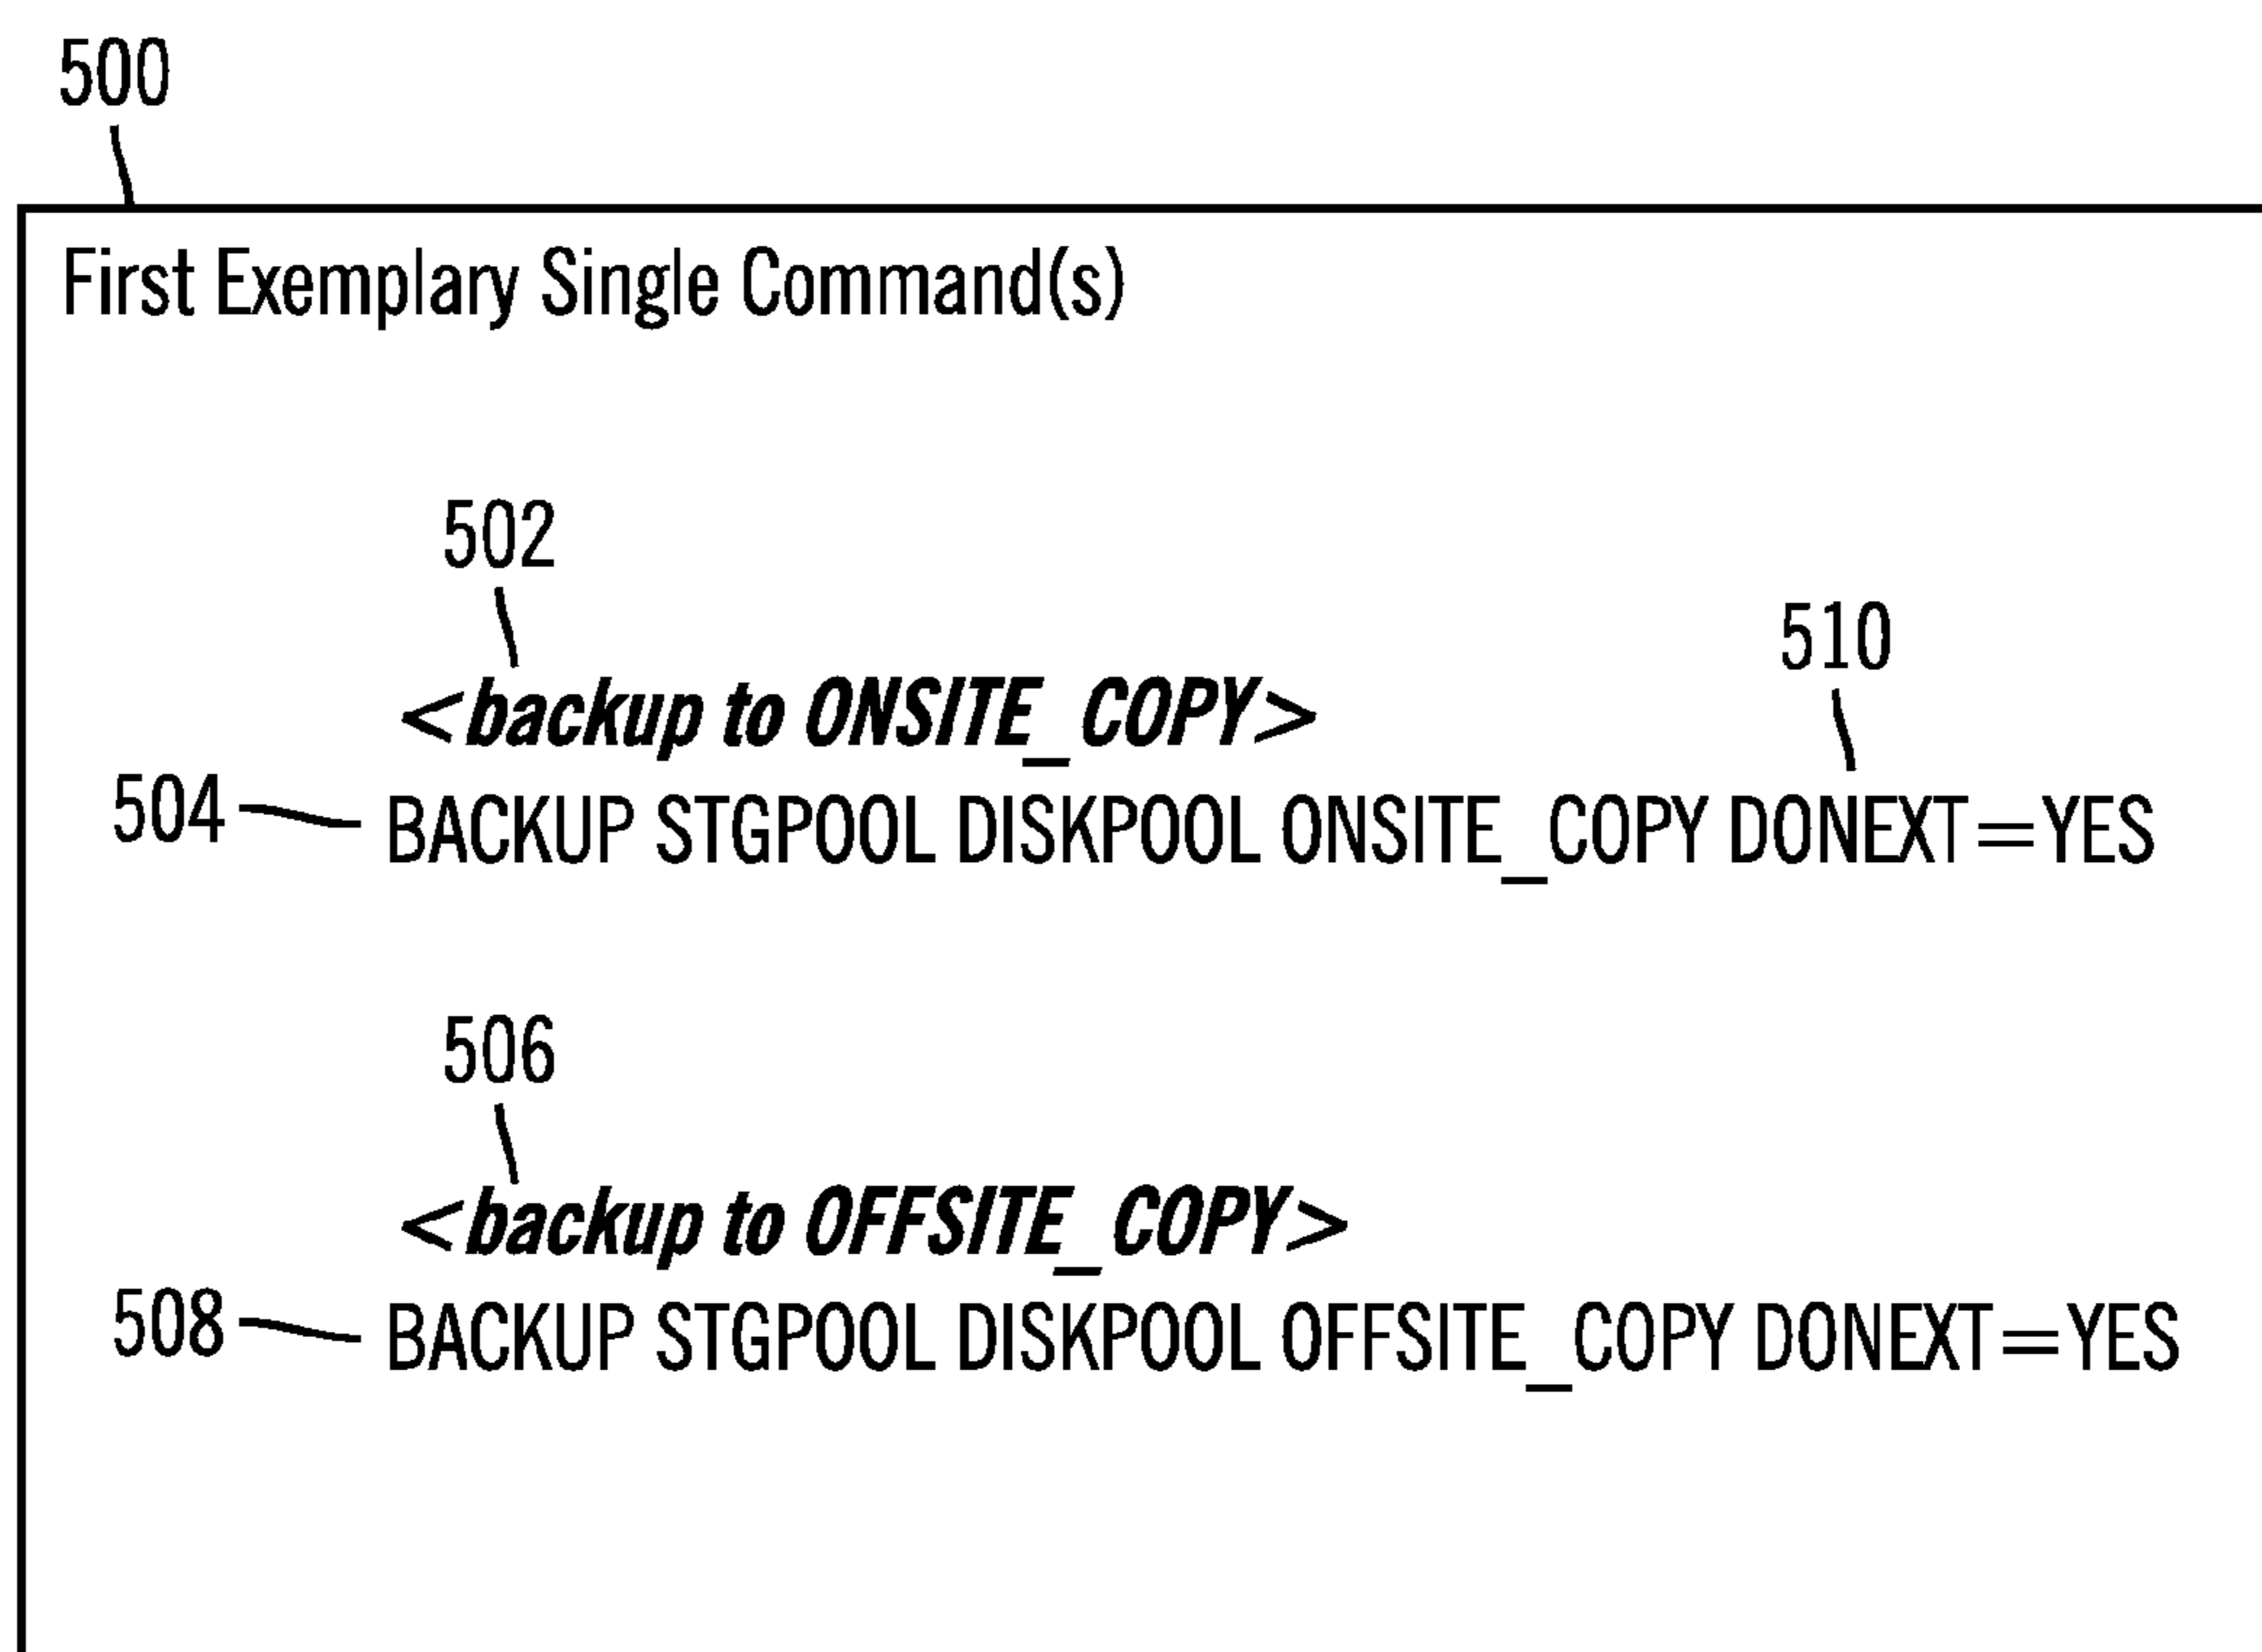 500
First Exemplary Single Command(s)
502
510
<backup to ONSITE_COPY>
504 BACKUP STGPOOL DISKPOOL ONSITE_COPY DONEXT=YES
506
<backup to OFFSITE_COPY>
508 BACKUP STGPOOL DISKPOOL OFFSITE_COPY DONEXT=YES